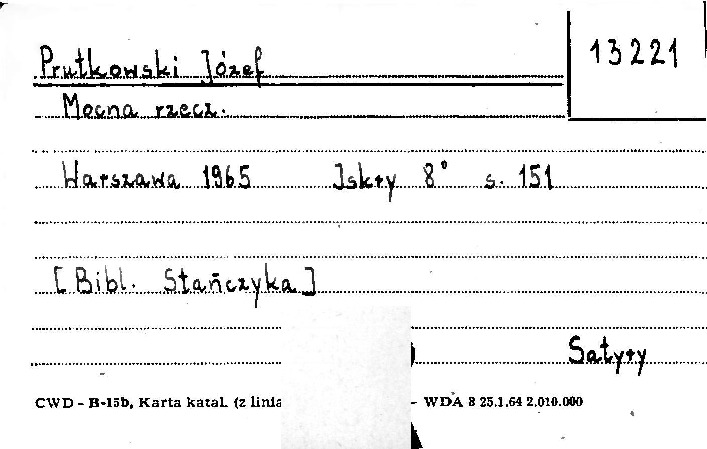 13221
Prutkowski Józef
Mocna rzecz.
Warszawa 1965 Iskry 8° s. 151
[Bibl. Stańczyka]
Satyry
CWD - B-15b, Karta katal. (z linia - WDA 8 25.1.64 2.010.000